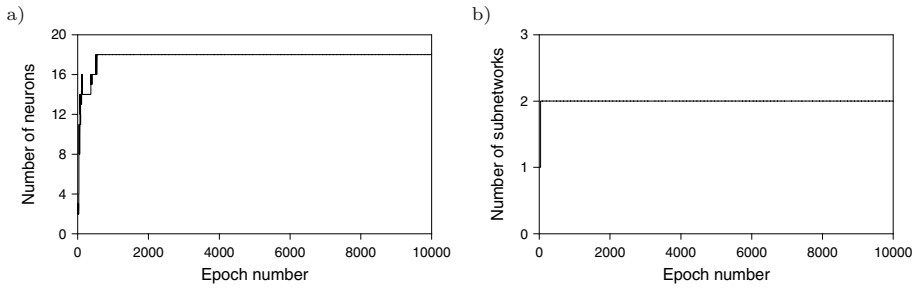 a)
20
16
12
8
4
0
Number of neurons
0 2000 4000 6000 8000 10000
Epoch number
b)
3
2
1
0
Number of subnetworks
0 2000 4000 6000 8000 10000
Epoch number